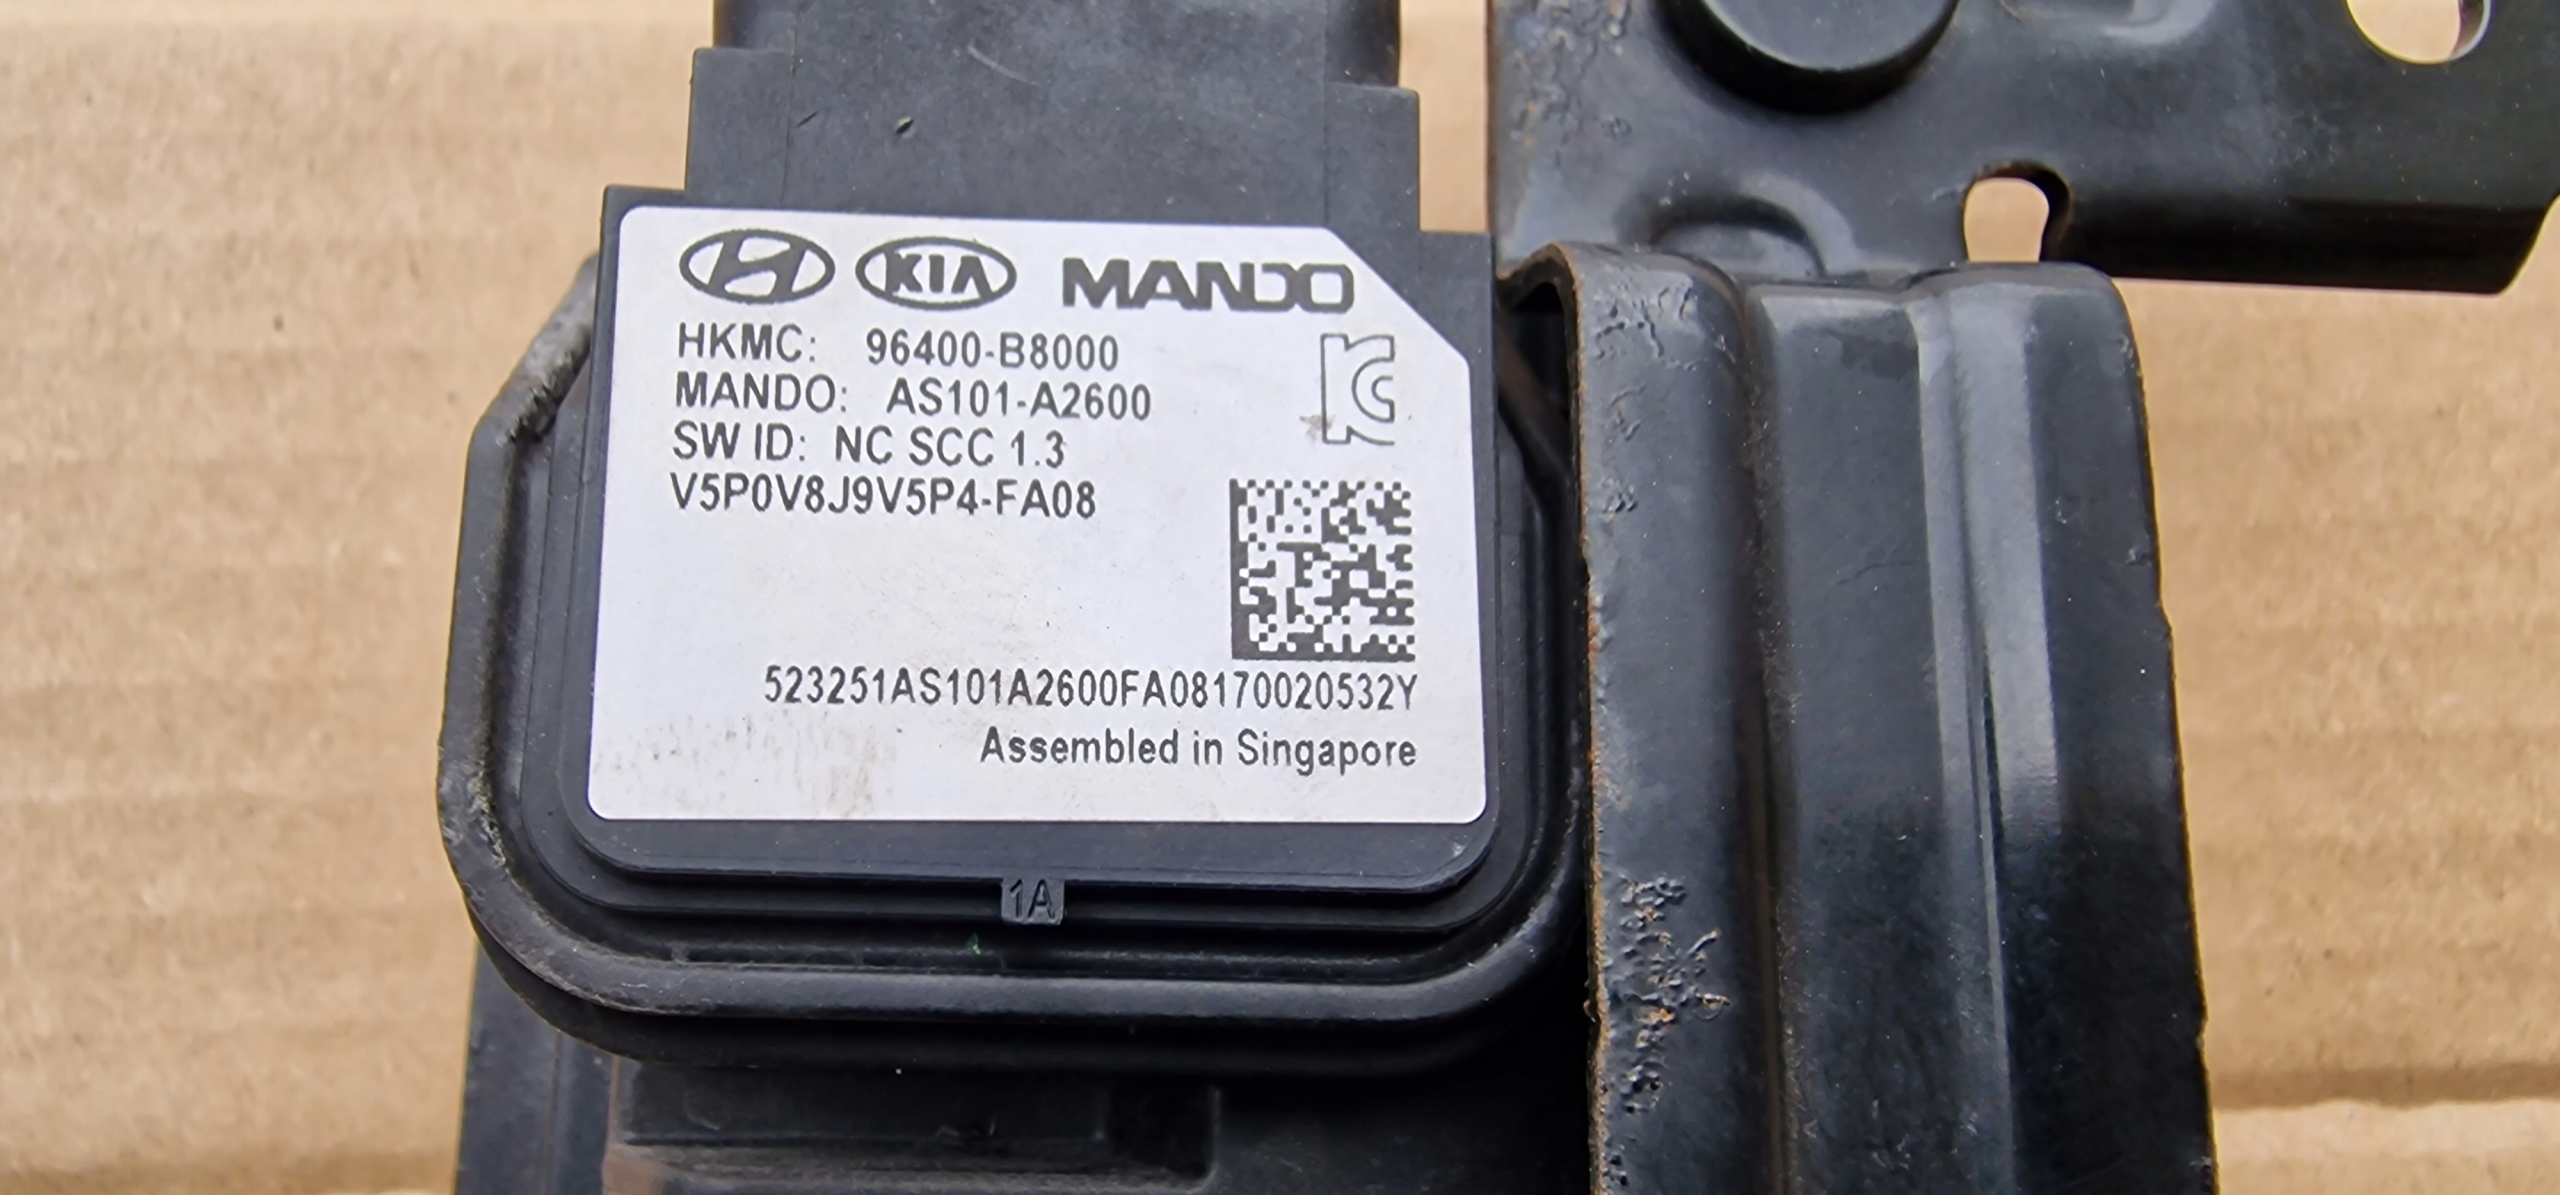 KIA MANDO
HKMC: 96400-B8000
MANDO: AS101-A2600
SW ID: NC SCC 1.3
V5P0V8J9V5P4-FA08
523251AS101A2600FA08170020532Y
Assembled in Singapore
1A